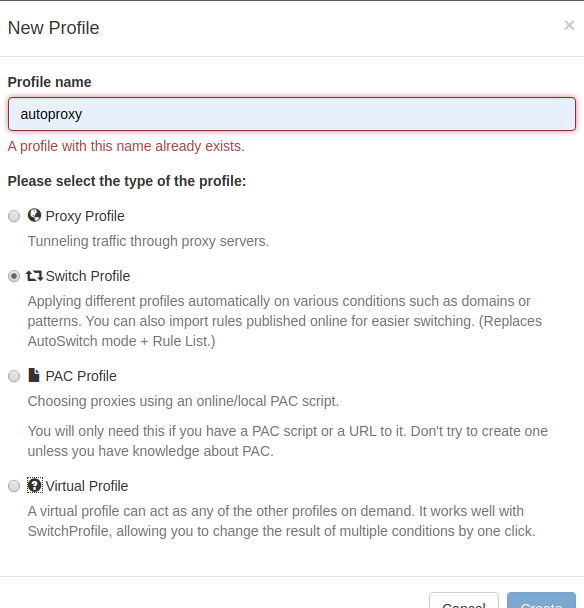 New Profile
×
Profile name
autoproxy
A profile with this name already exists.
Please select the type of the profile:
Proxy Profile
Tunneling traffic through proxy servers.
Switch Profile
Applying different profiles automatically on various conditions such as domains or
patterns. You can also import rules published online for easier switching. (Replaces
AutoSwitch mode + Rule List.)
PAC Profile
Choosing proxies using an online/local PAC script.
You will only need this if you have a PAC script or a URL to it. Don't try to create one
unless you have knowledge about PAC.
Virtual Profile
A virtual profile can act as any of the other profiles on demand. It works well with
SwitchProfile, allowing you to change the result of multiple conditions by one click.
Cancel
Create